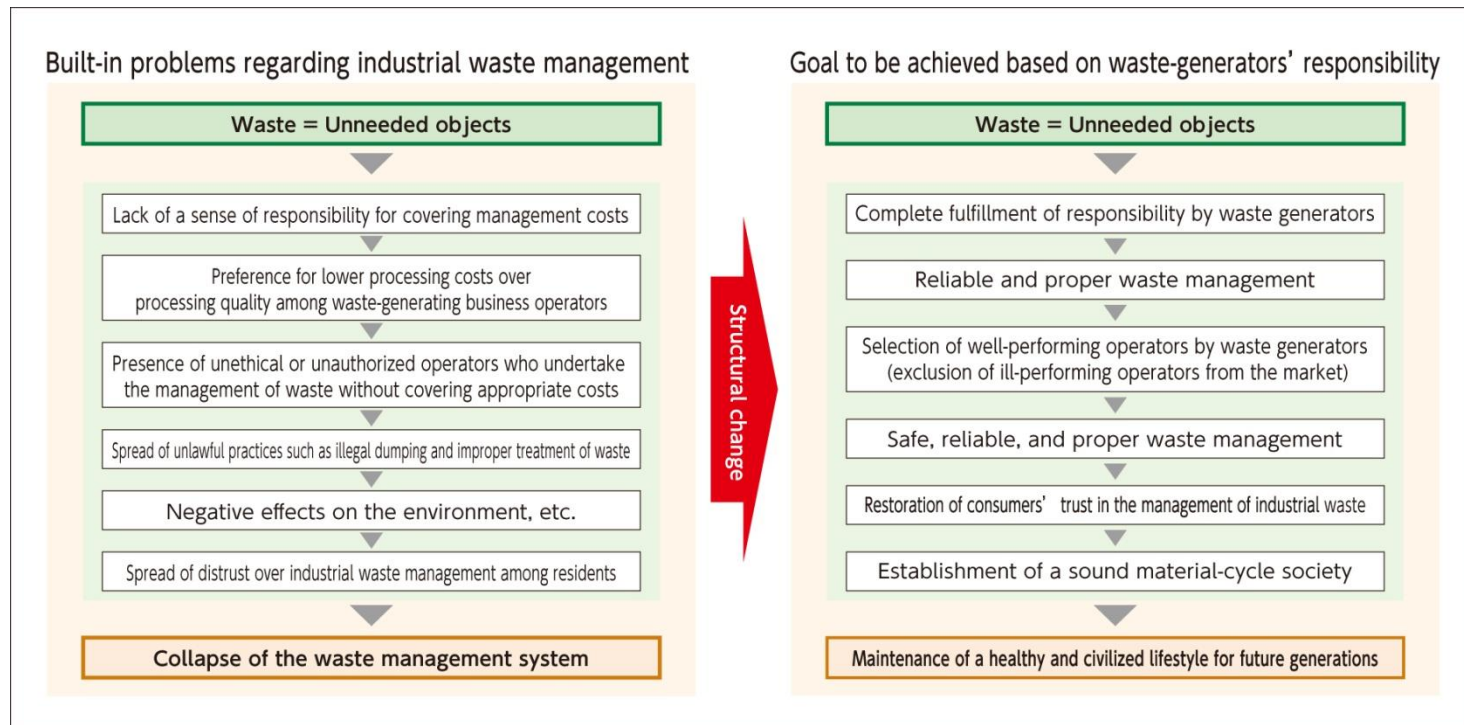 Built-in problems regarding industrial waste management
Waste = Unneeded objects
Lack of a sense of responsibility for covering management costs
Preference for lower processing costs over
processing quality among waste-generating business operators
Presence of unethical or unauthorized operators who undertake
the management of waste without covering appropriate costs
Spread of unlawful practices such as illegal dumping and improper treatment of waste
Negative effects on the environment, etc.
Spread of distrust over industrial waste management among residents
Collapse of the waste management system
Structural change
Goal to be achieved based on waste-generators’ responsibility
Waste = Unneeded objects
Complete fulfillment of responsibility by waste generators
Reliable and proper waste management
Selection of well-performing operators by waste generators
(exclusion of ill-performing operators from the market)
Safe, reliable, and proper waste management
Restoration of consumers’ trust in the management of industrial waste
Establishment of a sound material-cycle society
Maintenance of a healthy and civilized lifestyle for future generations